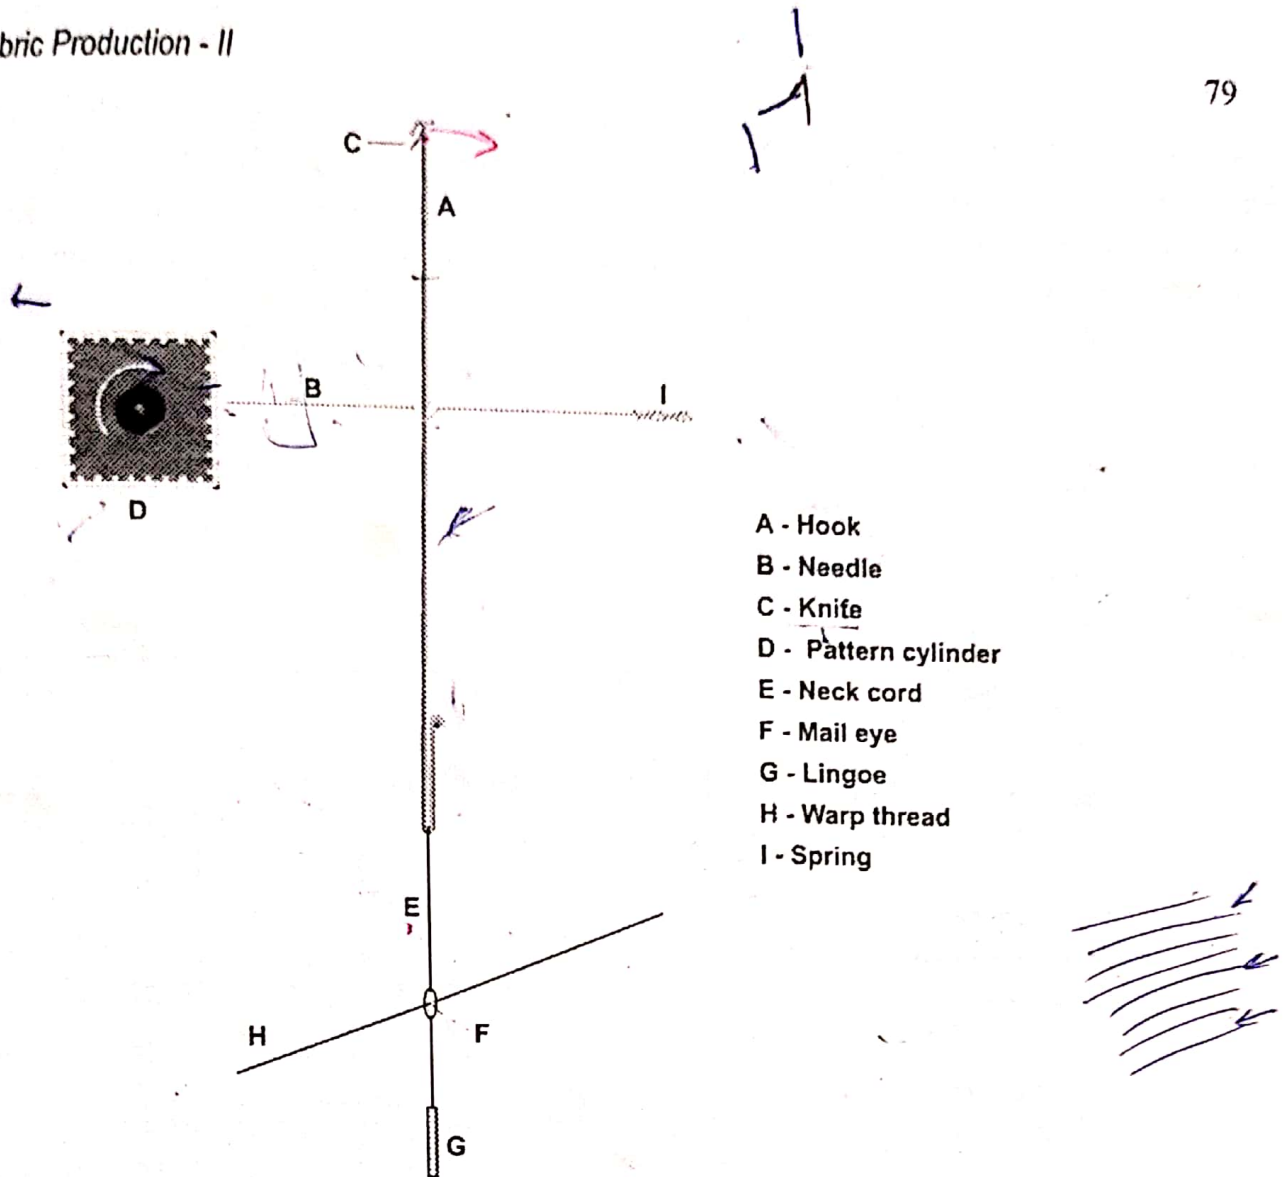 bric Production - II
79
C
A
B
I
D
A - Hook
B - Needle
C - Knife
D - Pattern cylinder
E - Neck cord
F - Mail eye
G - Lingoe
H - Warp thread
I - Spring
E
H
F
G